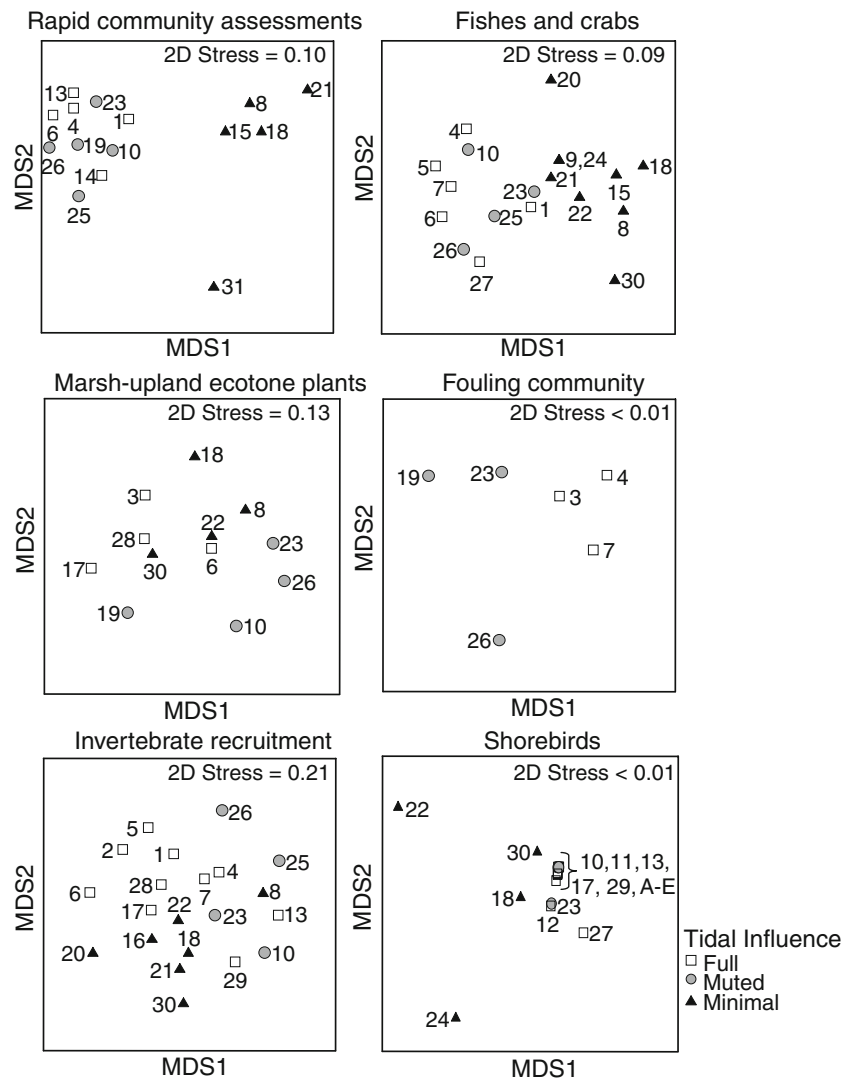 Rapid community assessments
2D Stress = 0.10
13
23
21
8
4
1
6
19
15
18
26
10
14
25
31
MDS2
MDS1
Fishes and crabs
2D Stress = 0.09
20
4
10
9,24
18
5
21
15
7
23
6
25
1
22
8
26
27
30
MDS2
MDS1
Marsh-upland ecotone plants
2D Stress = 0.13
18
3
8
22
28
23
17
30
6
26
19
10
MDS2
MDS1
Fouling community
2D Stress < 0.01
19
23
4
3
7
26
MDS2
MDS1
Invertebrate recruitment
2D Stress = 0.21
26
5
2
1
25
4
28
7
6
8
17
22
23
13
16
18
20
10
21
29
30
MDS2
MDS1
Shorebirds
2D Stress < 0.01
22
30
10,11,13,
17, 29, A-E
18
23
12
27
24
MDS2
MDS1
Tidal Influence
Full
Muted
Minimal